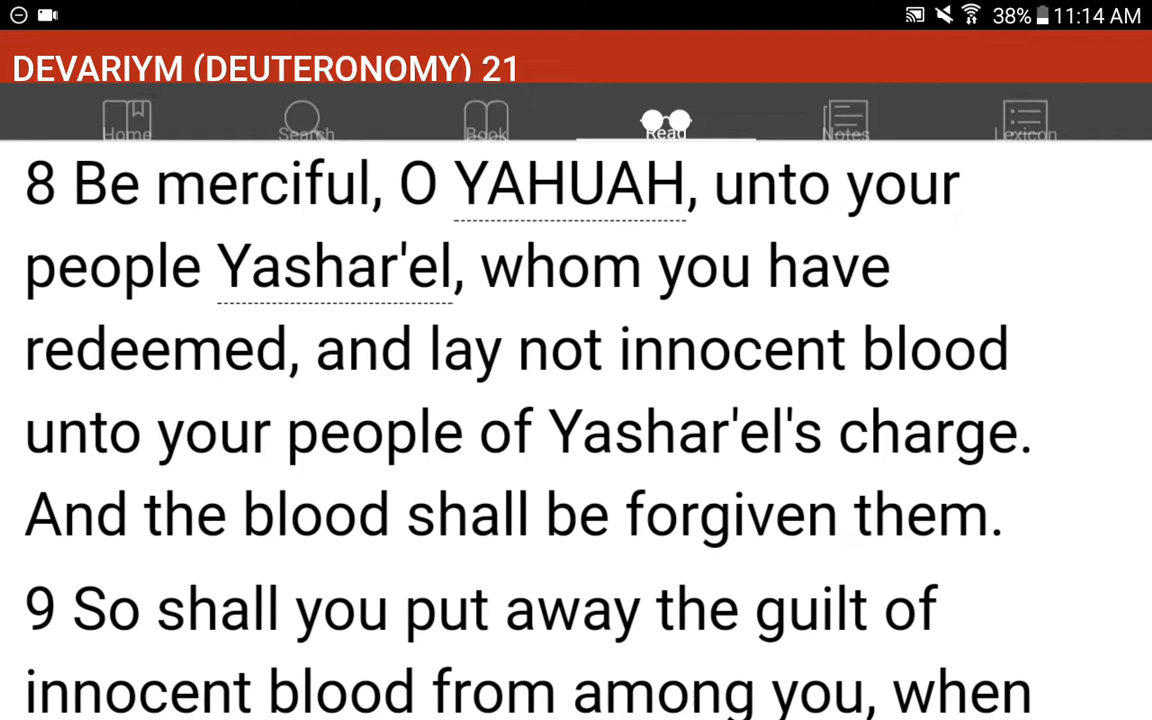 38% 11:14 AM
DEVARIYM (DEUTERONOMY) 21
Home Search Book Read Notes Lexicon
8 Be merciful, O YAHUAH, unto your
people Yashar'el, whom you have
redeemed, and lay not innocent blood
unto your people of Yashar'el's charge.
And the blood shall be forgiven them.
9 So shall you put away the guilt of
innocent blood from among you, when